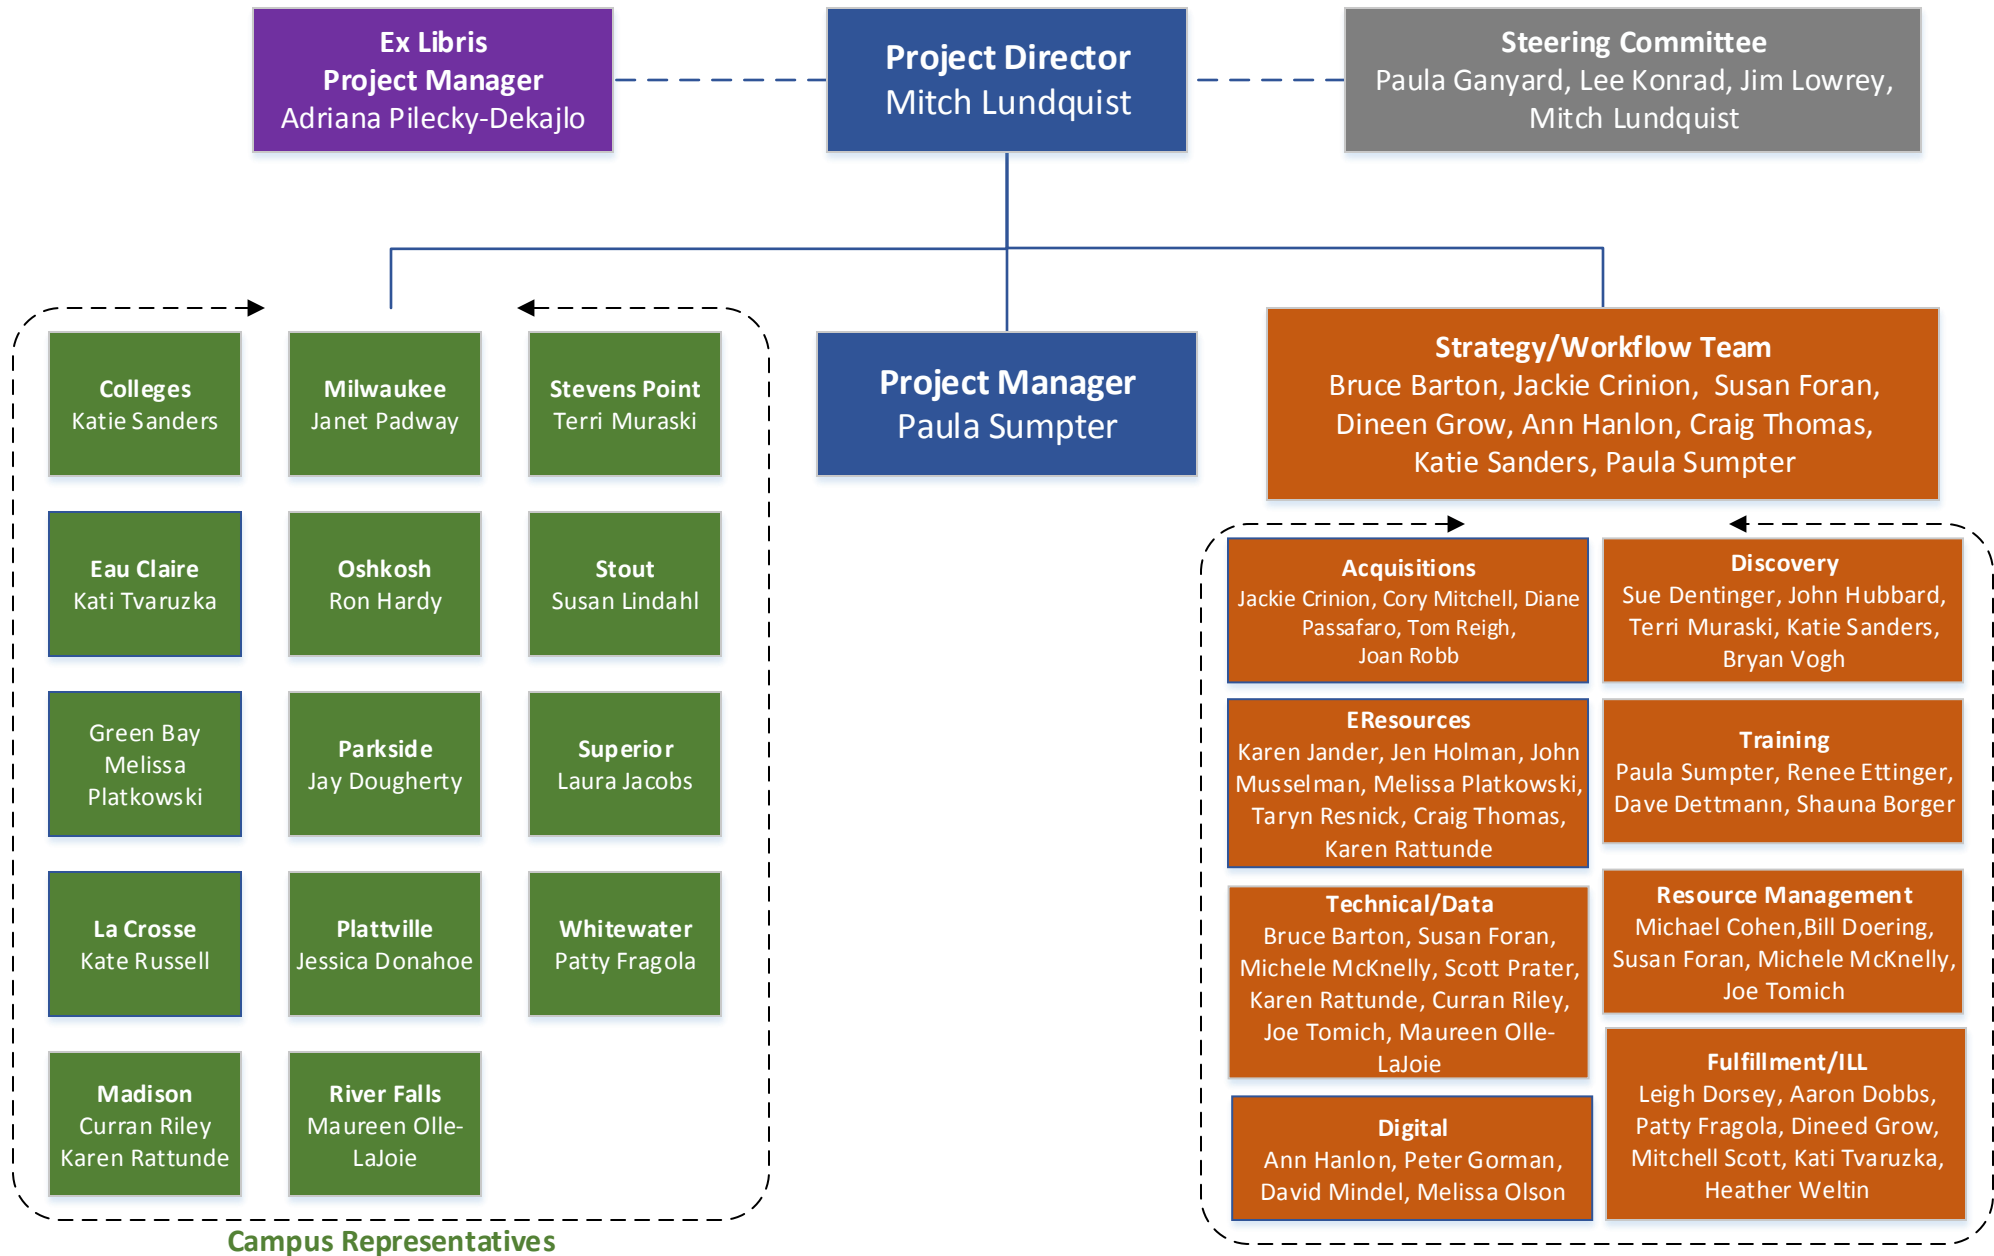 Ex Libris
Project Manager
Adriana Pilecky-Dekajlo
Project Director
Mitch Lundquist
Steering Committee
Paula Ganyard, Lee Konrad, Jim Lowrey,
Mitch Lundquist
Colleges
Katie Sanders
Milwaukee
Janet Padway
Stevens Point
Terri Muraski
Eau Claire
Kati Tvaruzka
Oshkosh
Ron Hardy
Stout
Susan Lindahl
Green Bay
Melissa
Platkowski
Parkside
Jay Dougherty
Superior
Laura Jacobs
La Crosse
Kate Russell
Plattville
Jessica Donahoe
Whitewater
Patty Fragola
Madison
Curran Riley
Karen Rattunde
River Falls
Maureen Olle-
LaJoie
Campus Representatives
Project Manager
Paula Sumpter
Strategy/Workflow Team
Bruce Barton, Jackie Crinion,  Susan Foran,
Dineen Grow, Ann Hanlon, Craig Thomas,
Katie Sanders, Paula Sumpter
Acquisitions
Jackie Crinion, Cory Mitchell, Diane
Passafaro, Tom Reigh,
Joan Robb
Discovery
Sue Dentinger, John Hubbard,
Terri Muraski, Katie Sanders,
Bryan Vogh
EResources
Karen Jander, Jen Holman, John
Musselman, Melissa Platkowski,
Taryn Resnick, Craig Thomas,
Karen Rattunde
Training
Paula Sumpter, Renee Ettinger,
Dave Dettmann, Shauna Borger
Technical/Data
Bruce Barton, Susan Foran,
Michele McKnelly, Scott Prater,
Karen Rattunde, Curran Riley,
Joe Tomich, Maureen Olle-
LaJoie
Resource Management
Michael Cohen,Bill Doering,
Susan Foran, Michele McKnelly,
Joe Tomich
Digital
Ann Hanlon, Peter Gorman,
David Mindel, Melissa Olson
Fulfillment/ILL
Leigh Dorsey, Aaron Dobbs,
Patty Fragola, Dineed Grow,
Mitchell Scott, Kati Tvaruzka,
Heather Weltin